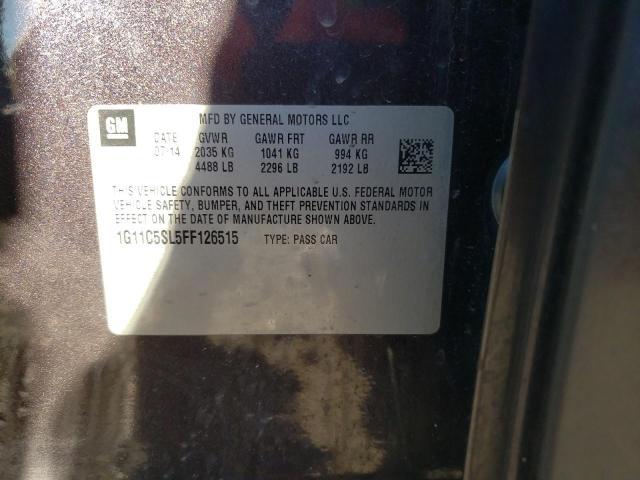 GM
MFD BY GENERAL MOTORS LLC
DATE GVWR GAWR FRT GAWR RR
07-14 2035 KG 1041 KG 994 KG
4488 LB 2296 LB 2192 LB
THIS VEHICLE CONFORMS TO ALL APPLICABLE U.S. FEDERAL MOTOR
VEHICLE SAFETY, BUMPER, AND THEFT PREVENTION STANDARDS IN
EFFECT ON THE DATE OF MANUFACTURE SHOWN ABOVE.
1G11C5SL5FF126515 TYPE: PASS CAR